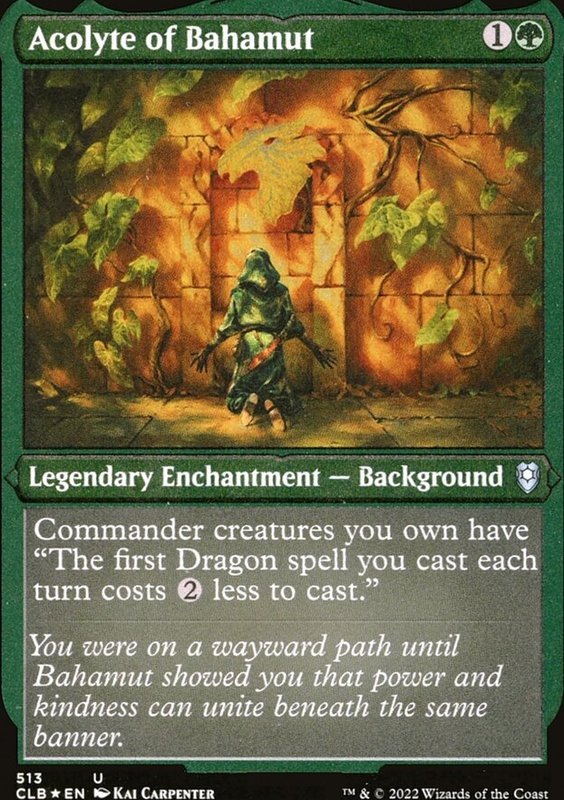 Acolyte of Bahamut 1
Legendary Enchantment — Background
Commander creatures you own have
“The first Dragon spell you cast each
turn costs 2 less to cast.”
You were on a wayward path until
Bahamut showed you that power and
kindness can unite beneath the same
banner.
513 U
CLB★EN Kai Carpenter ™ & © 2022 Wizards of the Coast